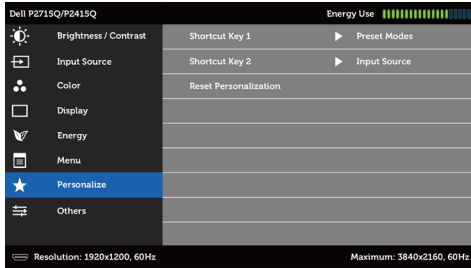 Dell P2715Q/P2415Q Energy Use
Brightness / Contrast Shortcut Key 1 Preset Modes
Input Source Shortcut Key 2 Input Source
Color Reset Personalization
Display
Energy
Menu
Personalize
Others
Resolution: 1920x1200, 60Hz Maximum: 3840x2160, 60Hz